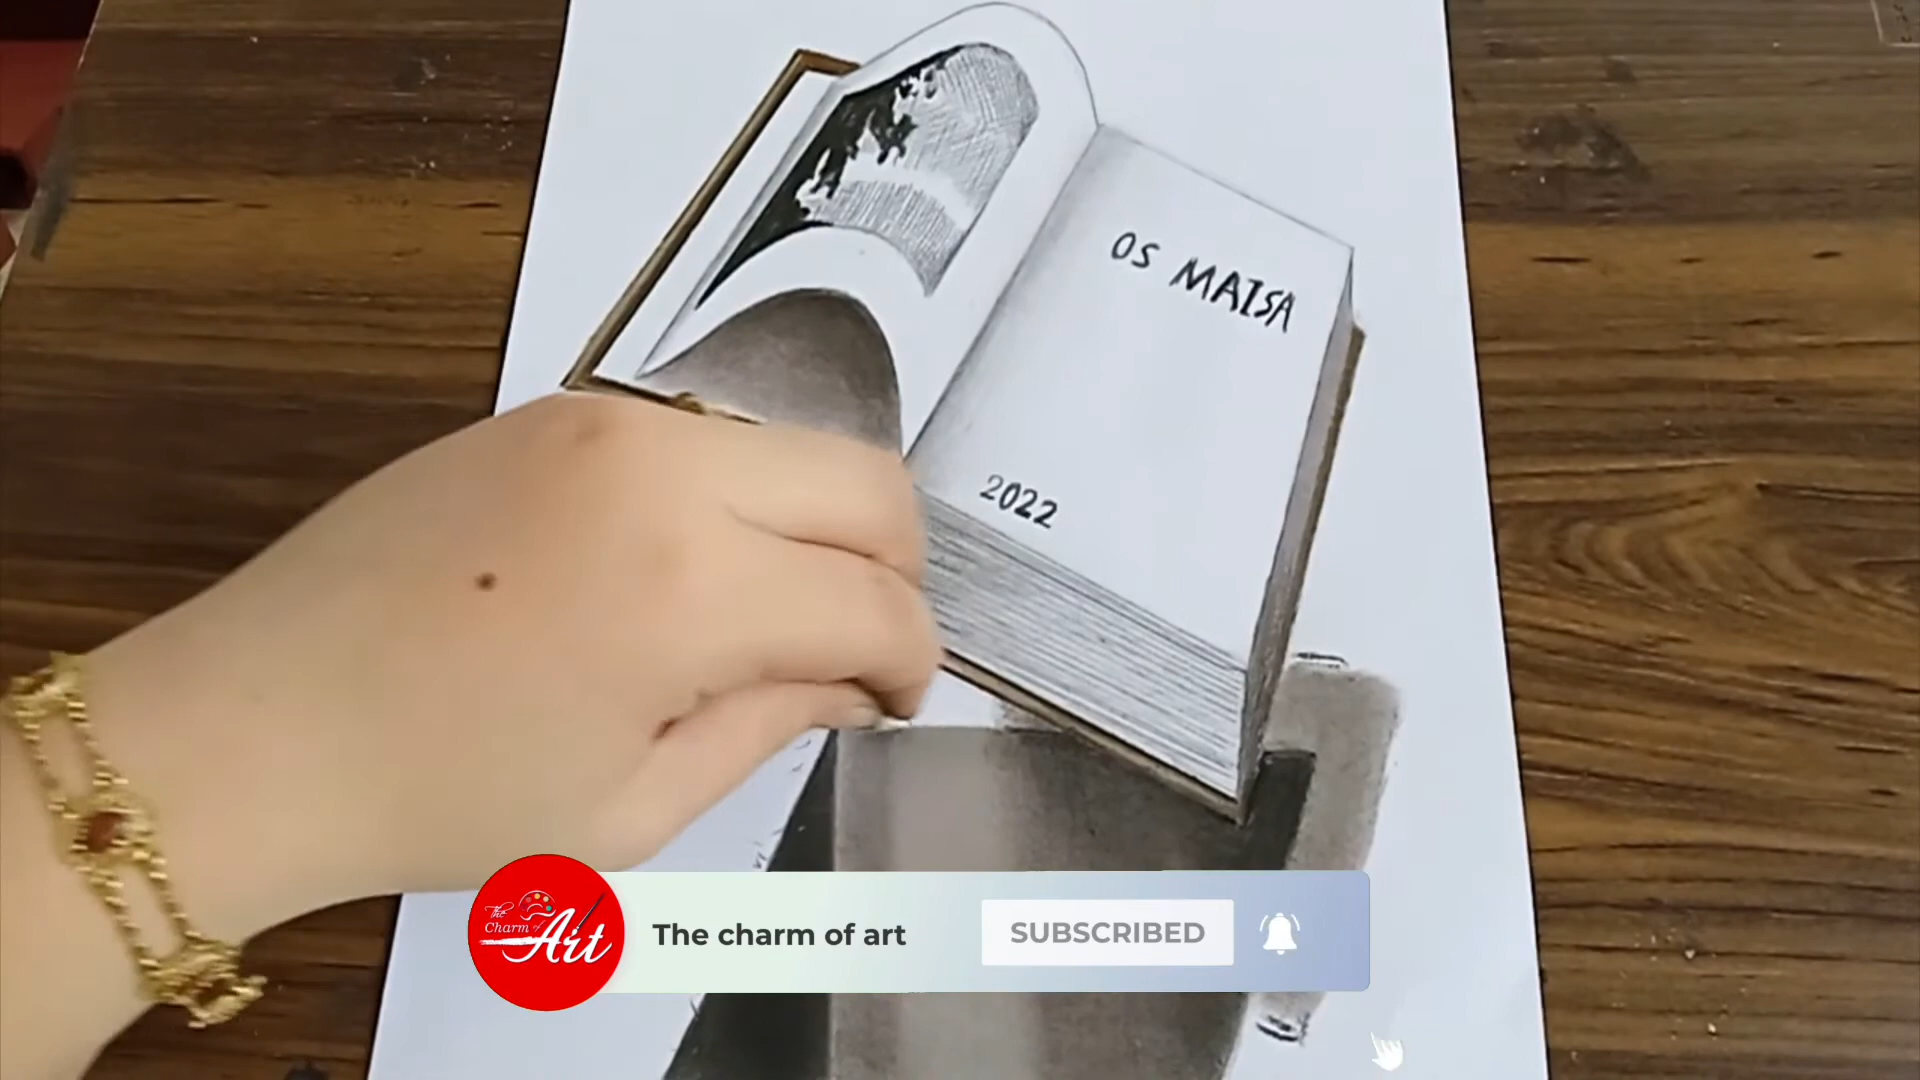 OS MAISA
2022
The
Charm of
Art
The charm of art
SUBSCRIBED